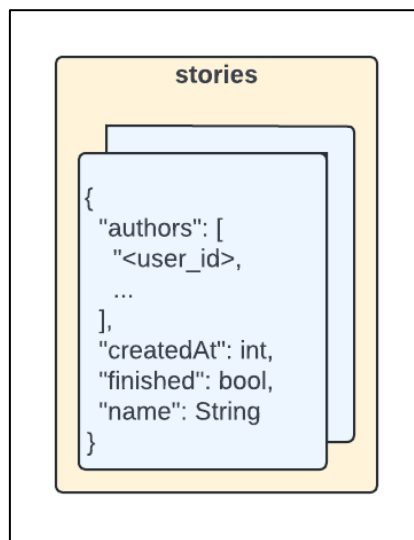 stories
{
"authors": [
"<user_id>,
...
],
"createdAt": int,
"finished": bool,
"name": String
}